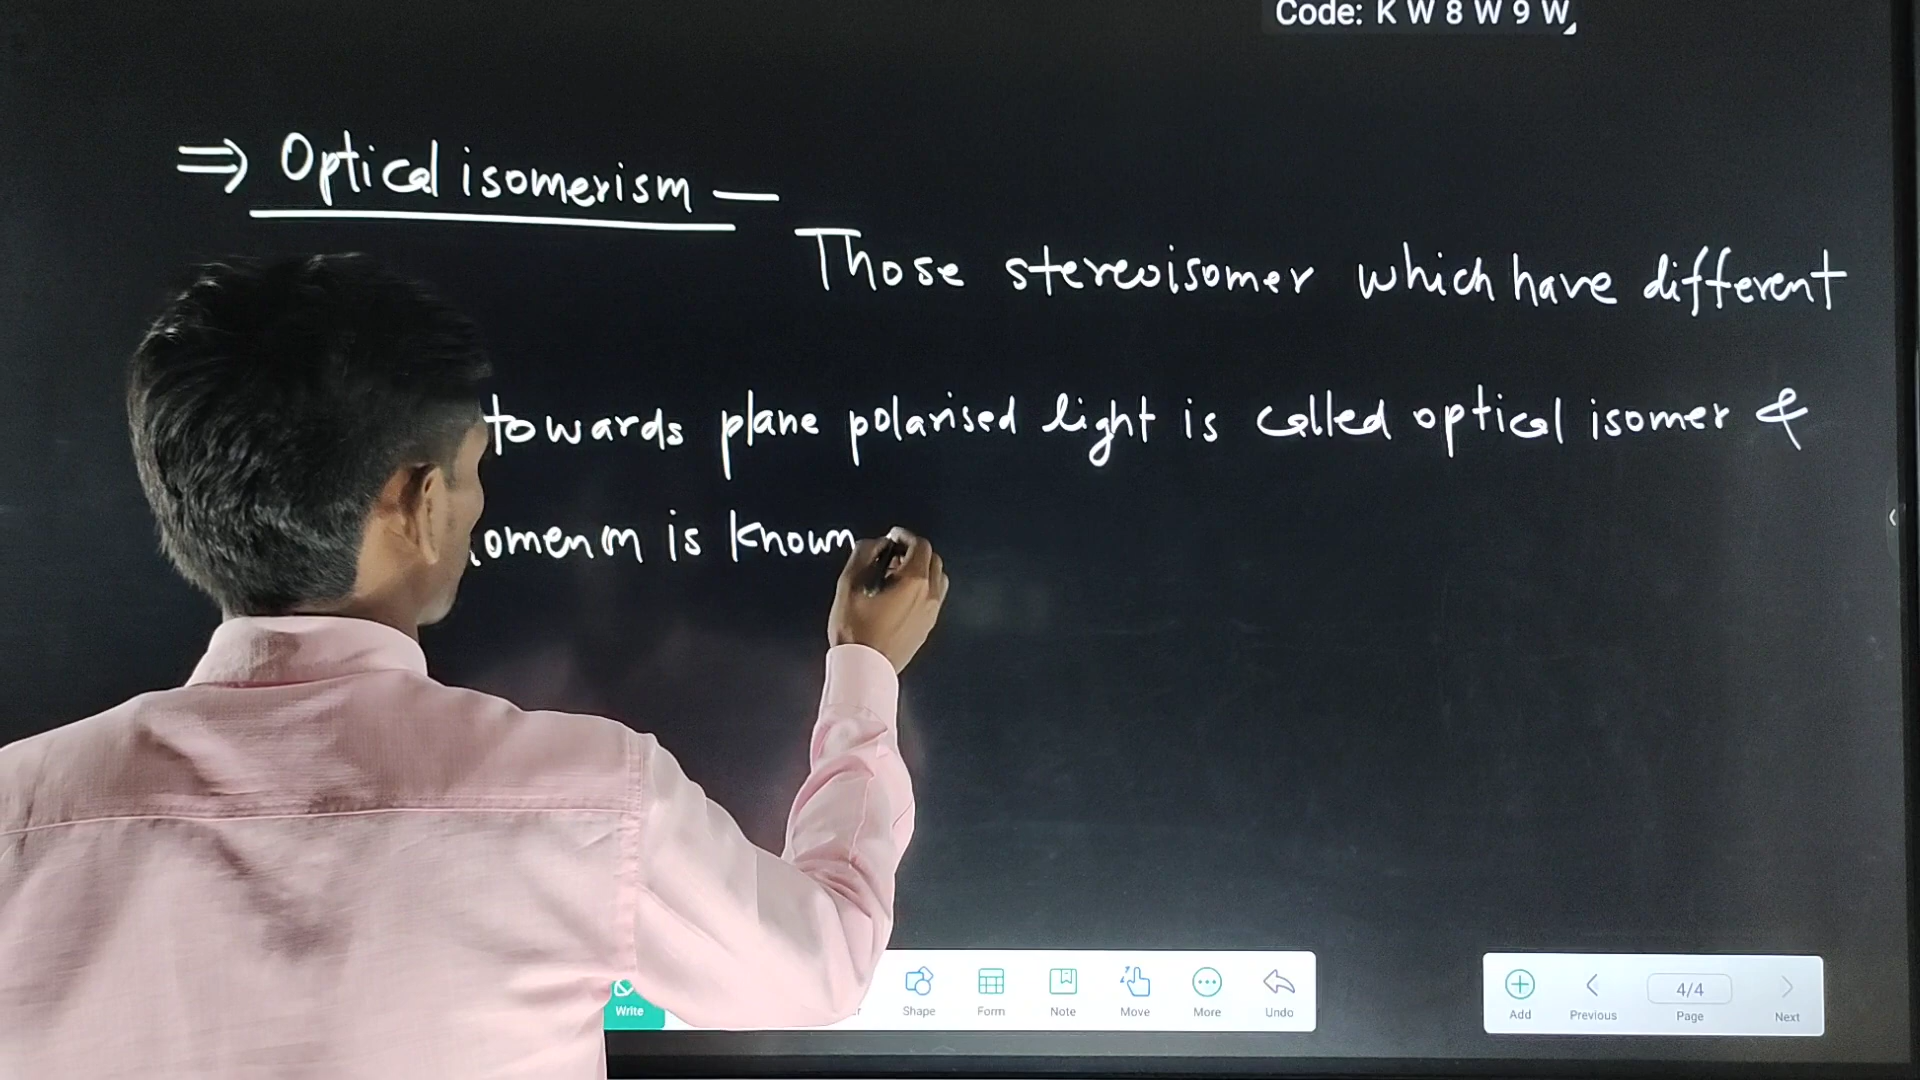 Code: K W 8 W 9 W
⇒ Optical isomerism —
Those stereoisomer which have different
towards plane polarised light is called optical isomer &
is known
Write Shape Form Note Move More Undo
Add Previous 4/4 Page Next